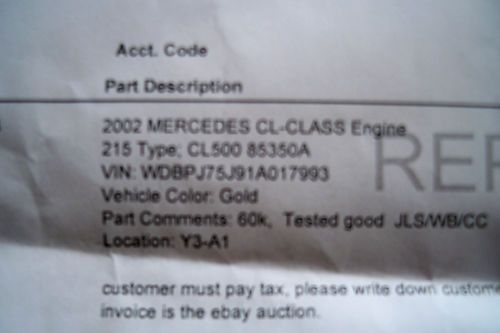 Acct. Code
Part Description
2002 MERCEDES CL-CLASS Engine
215 Type; CL500 85350A
VIN: WDBPJ75J91A017993
Vehicle Color: Gold
Part Comments: 60k, Tested good JLS/WB/CC
Location: Y3-A1
REF
customer must pay tax, please write down custome
invoice is the ebay auction.